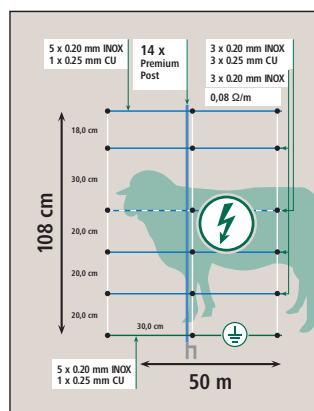 5 x 0.20 mm INOX
1 x 0.25 mm CU
14 x
Premium
Post
3 x 0.20 mm INOX
3 x 0.25 mm CU
3 x 0.20 mm INOX
0,08 Ω/m
18,0 cm
30,0 cm
20,0 cm
20,0 cm
20,0 cm
108 cm
30,0 cm
5 x 0.20 mm INOX
1 x 0.25 mm CU
50 m